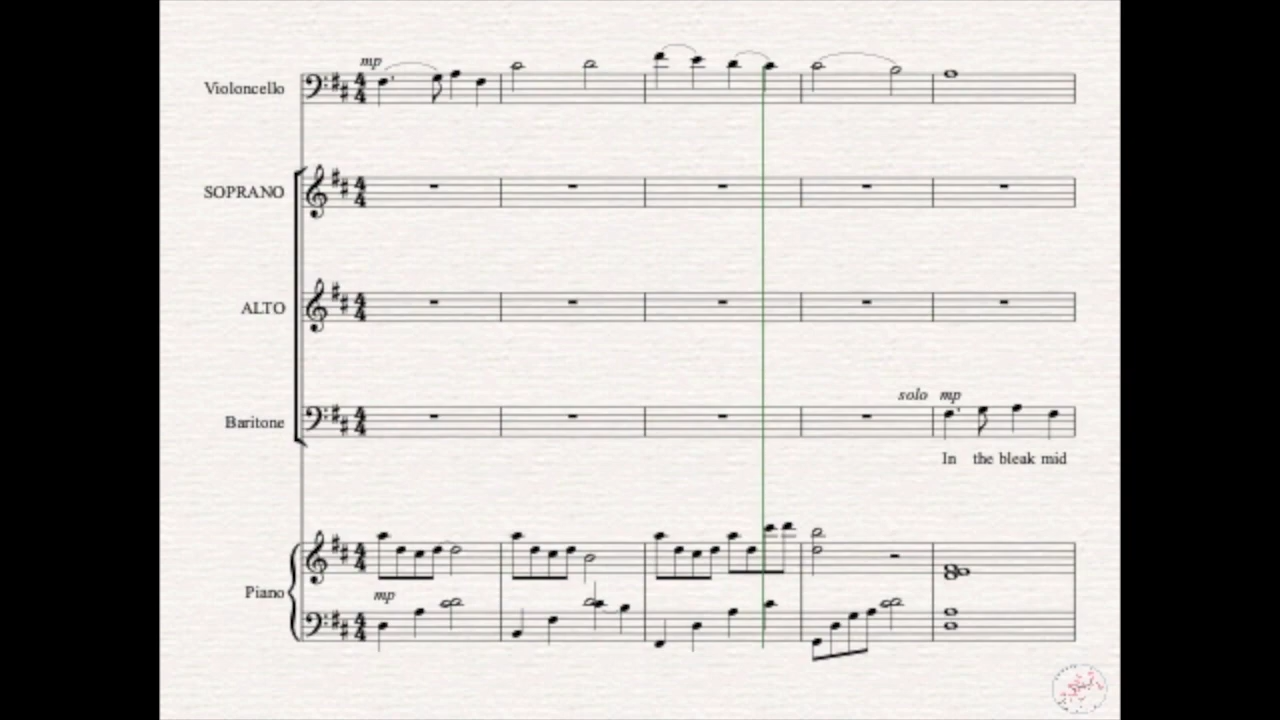 mp
Violoncello
SOPRANO
ALTO
solo mp
Baritone
In the bleak mid
Piano
mp